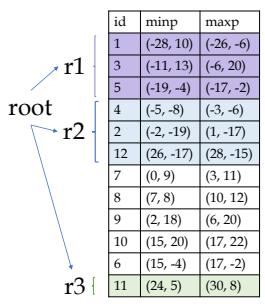 id minp maxp
1 (-28, 10) (-26, -6)
r1 3 (-11, 13) (-6, 20)
5 (-19, -4) (-17, -2)
root 4 (-5, -8) (-3, -6)
r2 2 (-2, -19) (1, -17)
12 (26, -17) (28, -15)
7 (0, 9) (3, 11)
8 (7, 8) (10, 12)
9 (2, 18) (6, 20)
10 (15, 20) (17, 22)
6 (15, -4) (17, -2)
r3 11 (24, 5) (30, 8)